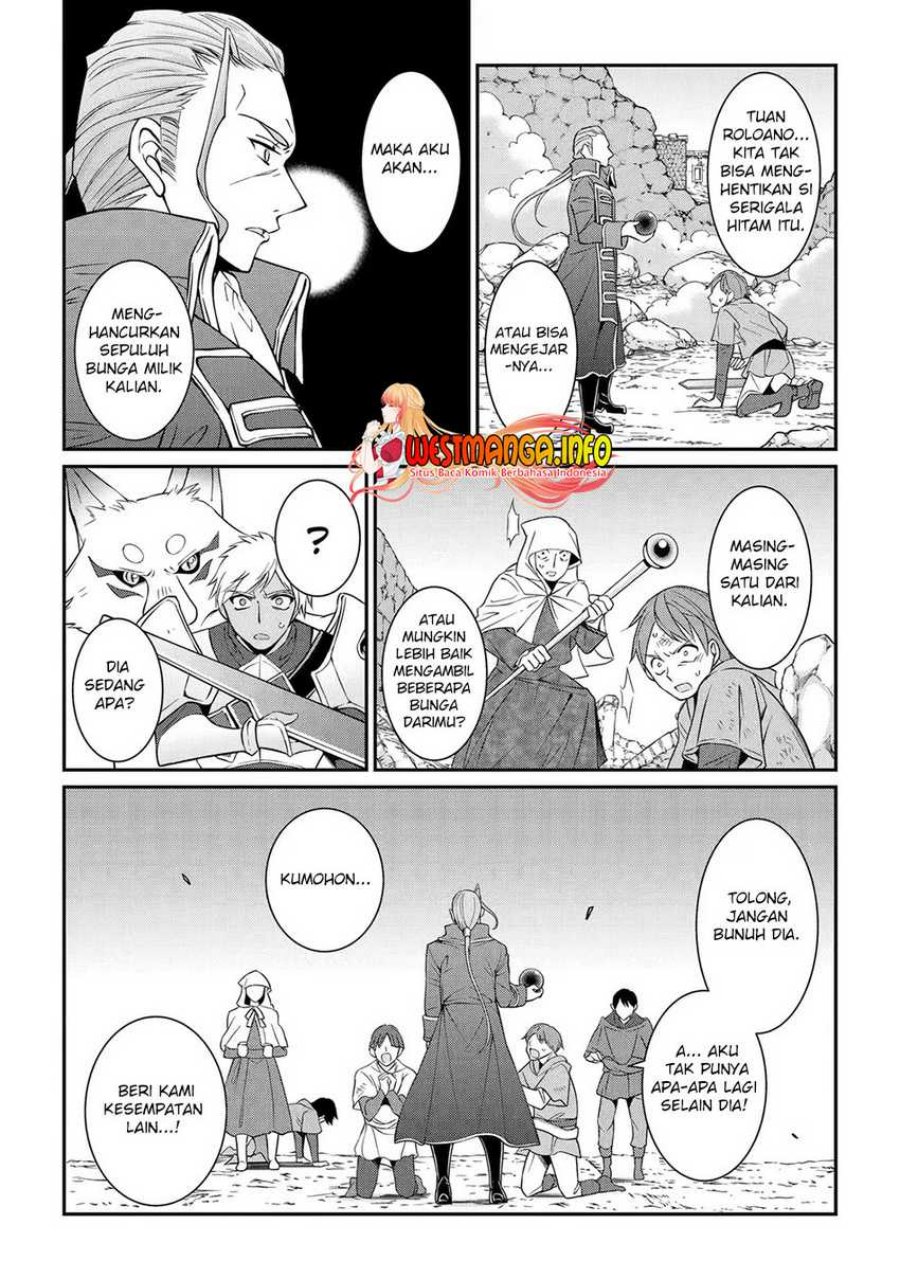 TUAN
ROLOANO...
KITA TAK
BISA MENG-
HENTIKAN SI
SERIGALA
HITAM ITU.
ATAU BISA
MENGEJAR
-NYA...
MAKA AKU
AKAN...
MENG-
HANCURKAN
SEPULUH
BUNGA MILIK
KALIAN.
WESTMANGA.INFO
Situs Baca Komik Berbahasa Indonesia
MASING-
MASING
SATU DARI
KALIAN.
ATAU
MUNGKIN
LEBIH BAIK
MENGAMBIL
BEBERAPA
BUNGA
DARIMU?
?
DIA
SEDANG
APA?
TOLONG,
JANGAN
BUNUH DIA.
A... AKU
TAK PUNYA
APA-APA LAGI
SELAIN DIA!
KUMOHON...
BERI KAMI
KESEMPATAN
LAIN...!